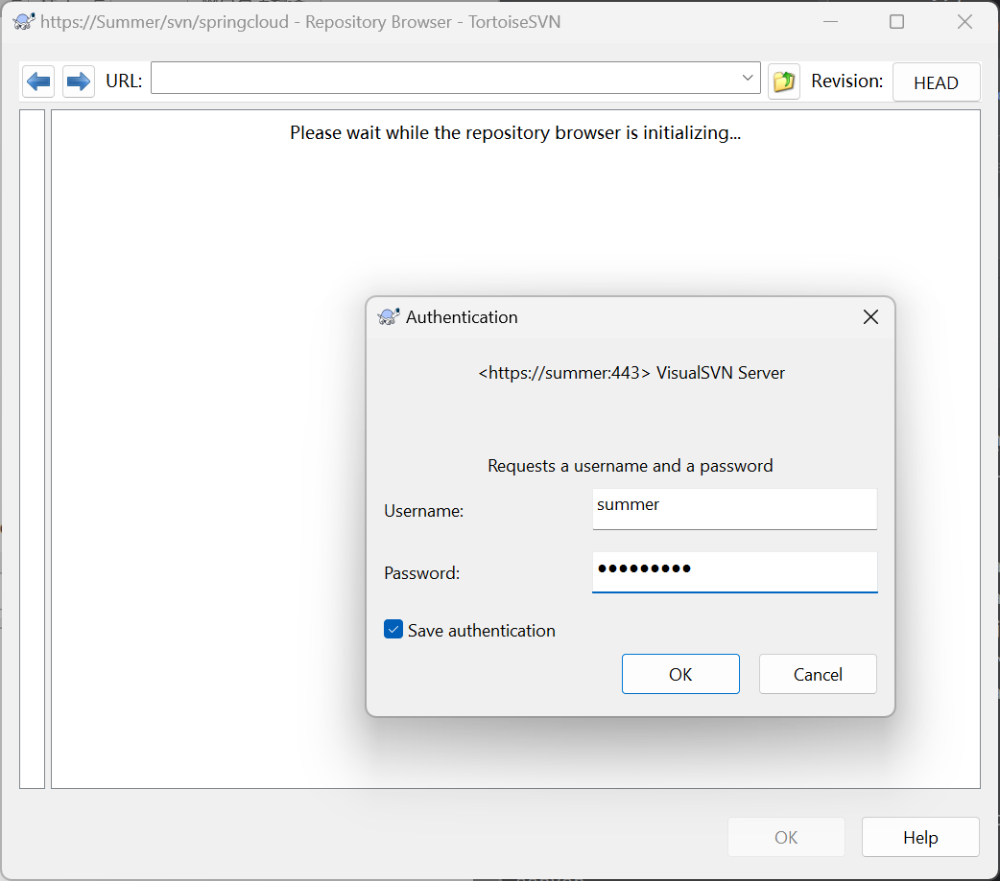 https://Summer/svn/springcloud - Repository Browser - TortoiseSVN
URL:
Revision:
HEAD
Please wait while the repository browser is initializing...
Authentication
<https://summer:443> VisualSVN Server
Requests a username and a password
Username:
summer
Password:
●●●●●●●●●
Save authentication
OK
Cancel
OK
Help